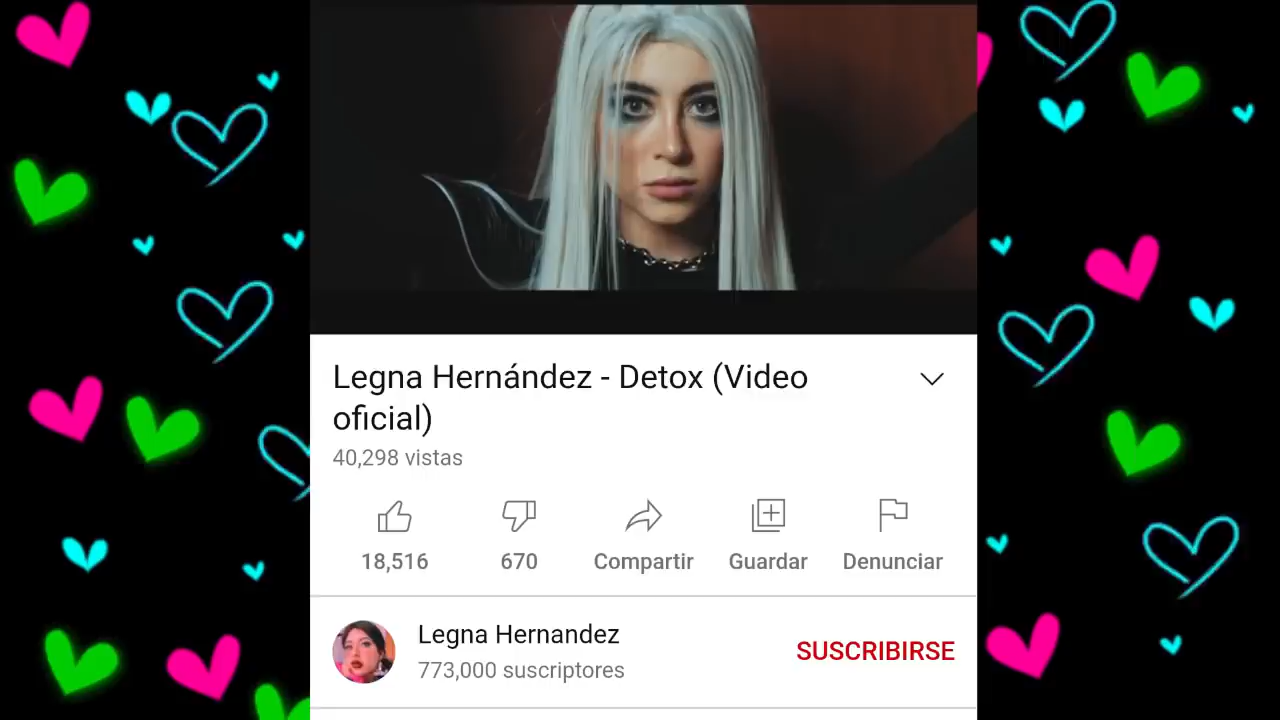 Legna Hernández - Detox (Video
oficial)
40,298 vistas
18,516
670
Compartir
Guardar
Denunciar
Legna Hernandez
773,000 suscriptores
SUSCRIBIRSE